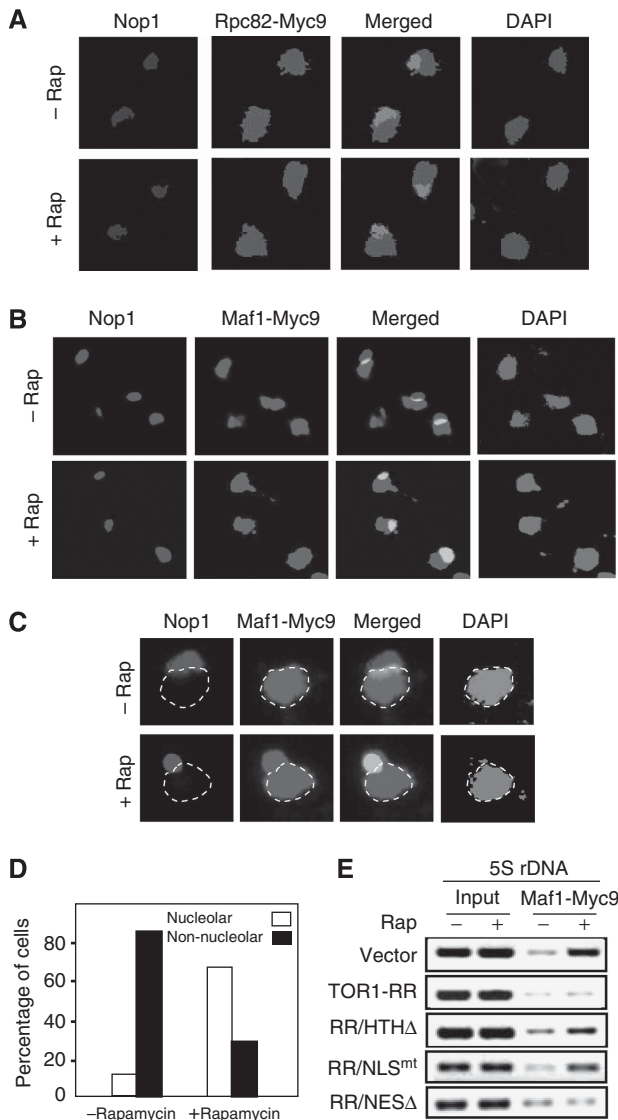 A
Nop1 Rpc82-Myc9 Merged DAPI
– Rap
+ Rap
B
Nop1 Maf1-Myc9 Merged DAPI
– Rap
+ Rap
C
Nop1 Maf1-Myc9 Merged DAPI
– Rap
+ Rap
D
Percentage of cells
80
60
40
20
0
Nucleolar
Non-nucleolar
–Rapamycin +Rapamycin
E
5S rDNA
Input Maf1-Myc9
Rap – + – +
Vector
TOR1-RR
RR/HTHΔ
RR/NLSᵐᵗ
RR/NESΔ